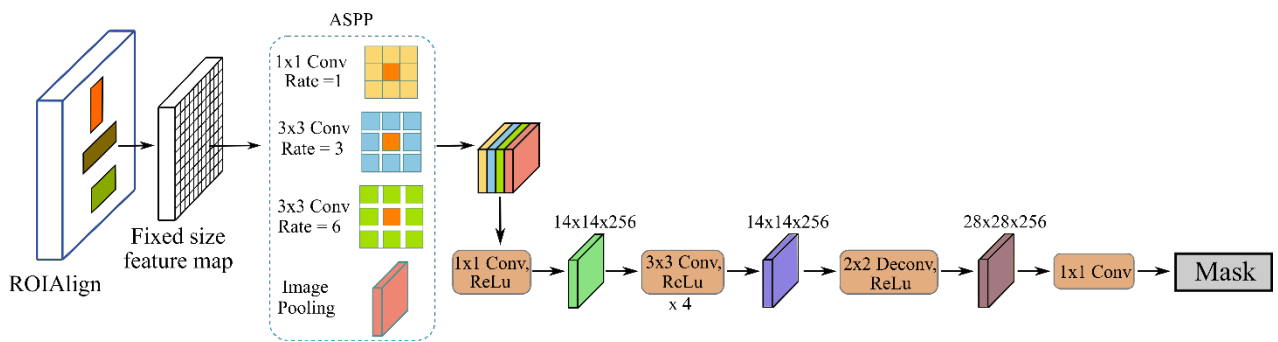 ASPP
1x1 Conv
Rate =1
3x3 Conv
Rate = 3
3x3 Conv
Rate = 6
Image
Pooling
ROIAlign
Fixed size
feature map
1x1 Conv,
ReLu
14x14x256
3x3 Conv,
ReLu
x 4
14x14x256
2x2 Deconv,
ReLu
28x28x256
1x1 Conv
Mask